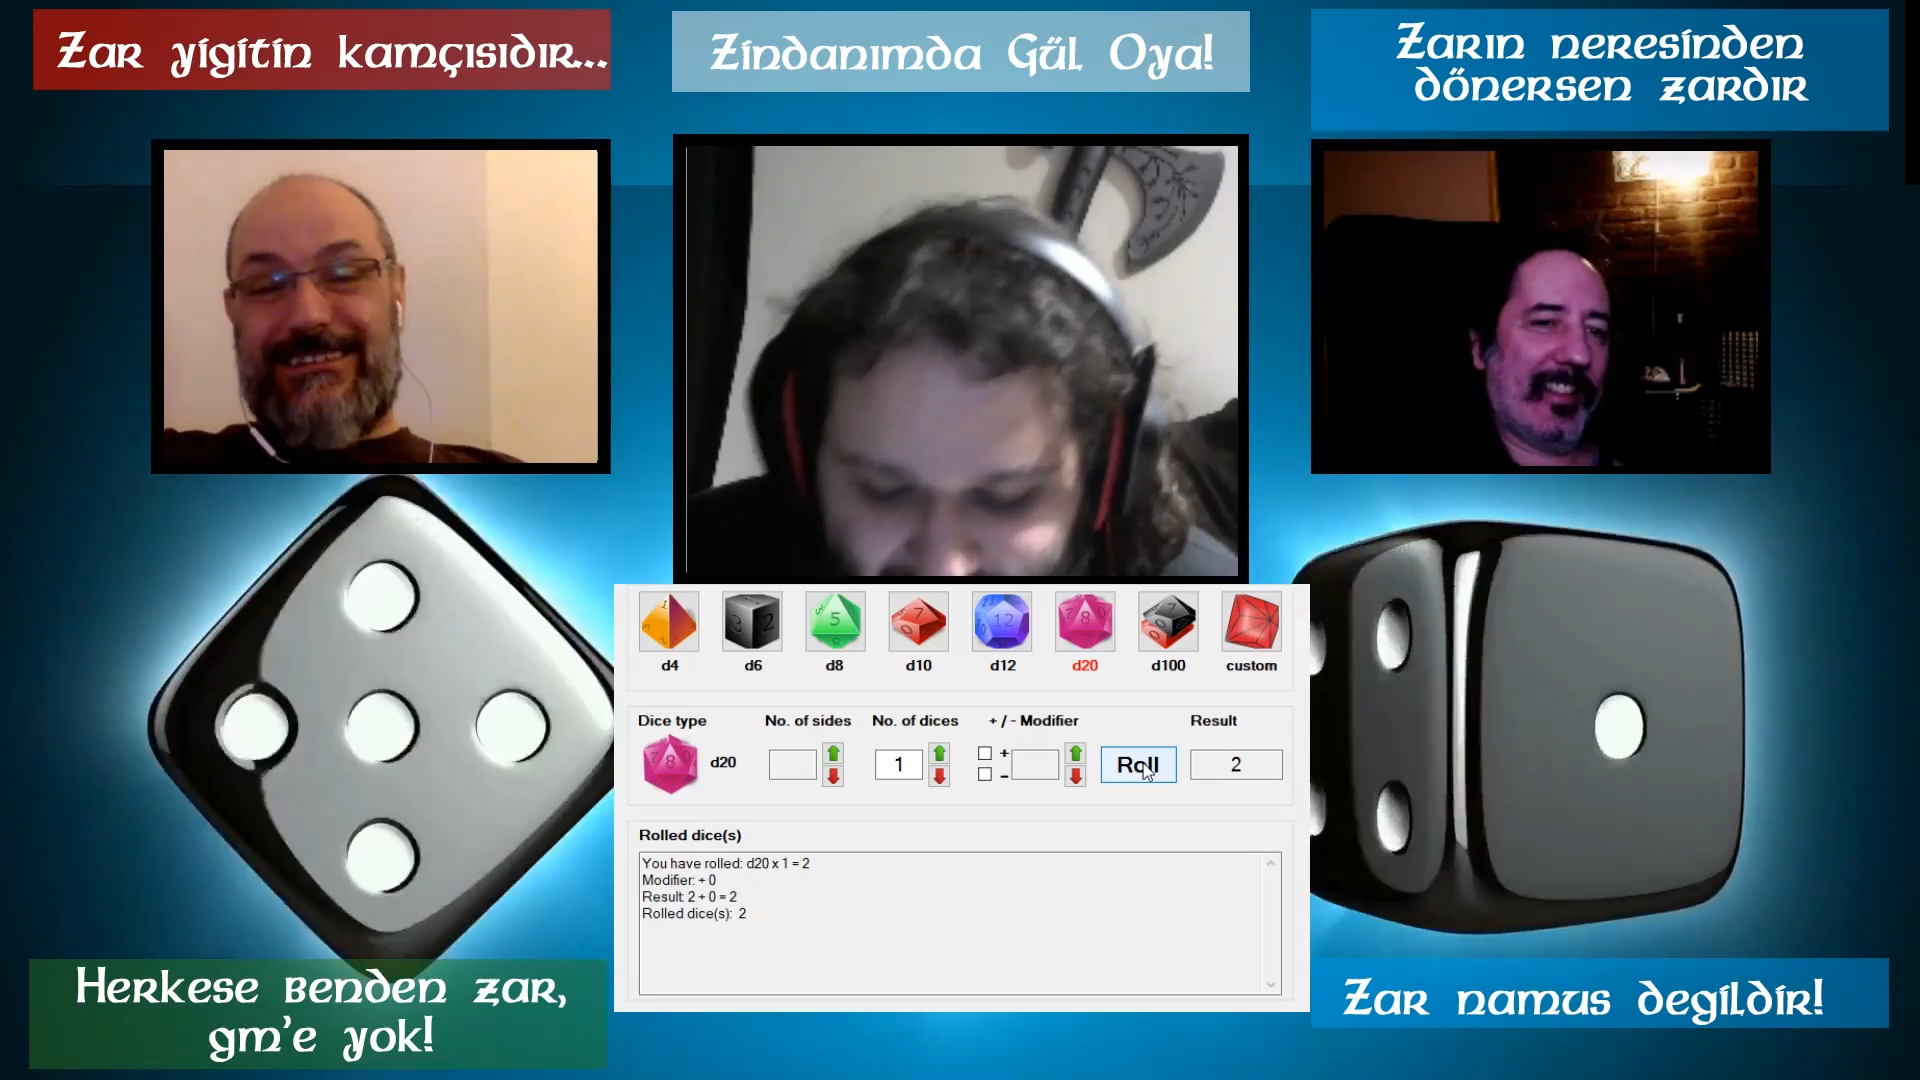 Zar yigitin kamçısıdır...
Zindanımda Gül Oya!
Zarın neresinden
dönersen zardır
d4
d6
d8
d10
d12
d20
d100
custom
Dice type
No. of sides
No. of dices
+ / - Modifier
Result
d20
1
+
-
Roll
2
Rolled dice(s)
You have rolled: d20 x 1 = 2
Modifier: + 0
Result: 2 + 0 = 2
Rolled dice(s): 2
Herkese benden zar,
gm'e yok!
Zar namus degildir!